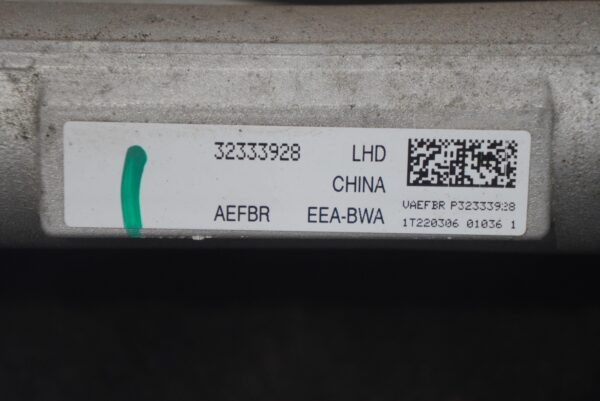 32333928 LHD
CHINA
AEFBR EEA-BWA
VAEFBR P32333928
1T220306 01036 1